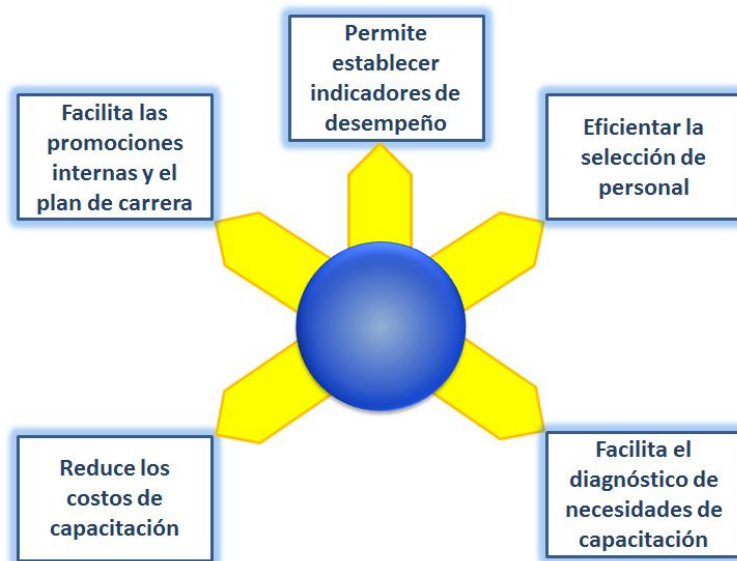 Permite
establecer
indicadores de
desempeño
Facilita las
promociones
internas y el
plan de carrera
Eficientar la
selección de
personal
Reduce los
costos de
capacitación
Facilita el
diagnóstico de
necesidades de
capacitación